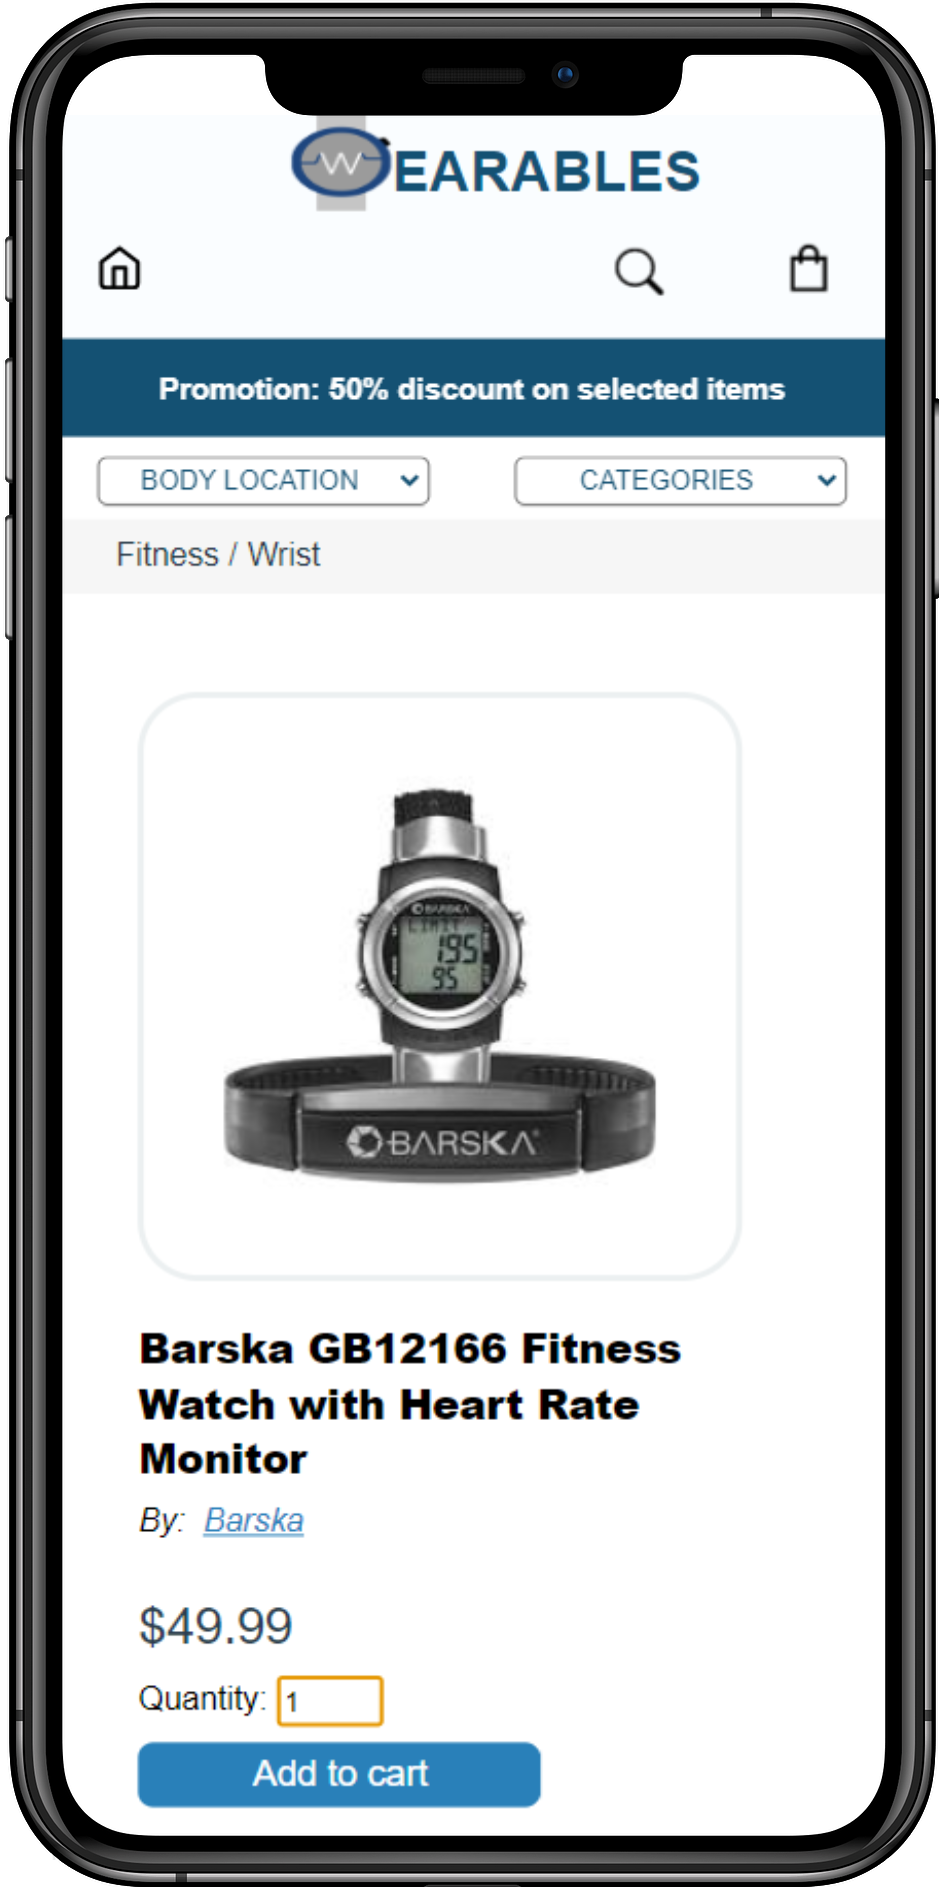 W
EARABLES
Promotion: 50% discount on selected items
BODY LOCATION
CATEGORIES
Fitness / Wrist
BARSKA
LIMIT
195
95
BARSKA®
Barska GB12166 Fitness
Watch with Heart Rate
Monitor
By: Barska
$49.99
Quantity: 1
Add to cart